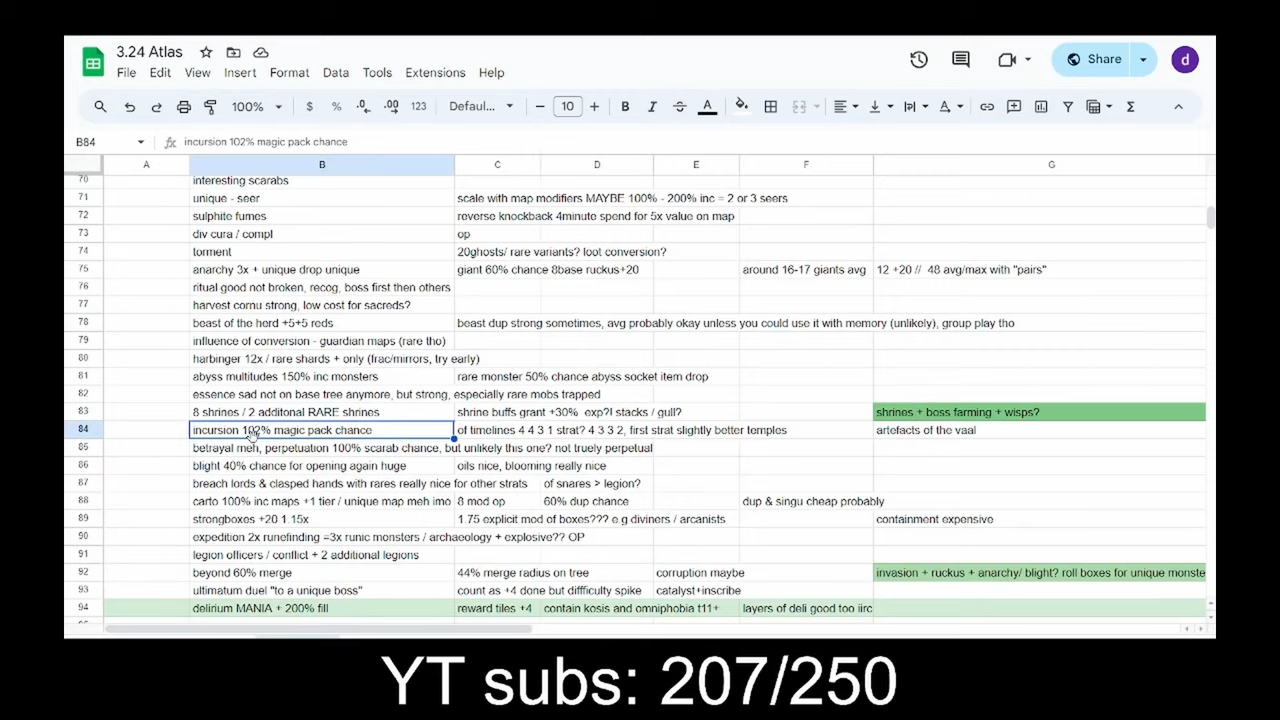 3.24 Atlas
Share
d
File Edit View Insert Format Data Tools Extensions Help
100% $ % .0 .00 123 Defaul... 10 B I A A Σ
B84 fx incursion 102% magic pack chance
A B C D E F G
70 interesting scarabs
71 unique - seer scale with map modifiers MAYBE 100% - 200% inc = 2 or 3 seers
72 sulphite fumes reverse knockback 4minute spend for 5x value on map
73 div cura / compl op
74 torment 20ghosts/ rare variants? loot conversion?
75 anarchy 3x + unique drop unique giant 60% chance 8base ruckus+20 around 16-17 giants avg 12 +20 // 48 avg/max with "pairs"
76 ritual good not broken, recog, boss first then others
77 harvest cornu strong, low cost for sacreds?
78 beast of the herd +5+5 reds beast dup strong sometimes, avg probably okay unless you could use it with memory (unlikely), group play tho
79 influence of conversion - guardian maps (rare tho)
80 harbinger 12x / rare shards + only (frac/mirrors, try early)
81 abyss multitudes 150% inc monsters rare monster 50% chance abyss socket item drop
82 essence sad not on base tree anymore, but strong, especially rare mobs trapped
83 8 shrines / 2 additonal RARE shrines shrine buffs grant +30% exp?! stacks / gull? shrines + boss farming + wisps?
84 incursion 102% magic pack chance of timelines 4 4 3 1 strat? 4 3 3 2, first strat slightly better temples artefacts of the vaal
85 betrayal meh, perpetuation 100% scarab chance, but unlikely this one? not truely perpetual
86 blight 40% chance for opening again huge oils nice, blooming really nice
87 breach lords & clasped hands with rares really nice for other strats of snares > legion?
88 carto 100% inc maps +1 tier / unique map meh imo 8 mod op 60% dup chance dup & singu cheap probably
89 strongboxes +20 1.15x 1.75 explicit mod of boxes??? e.g diviners / arcanists containment expensive
90 expedition 2x runefinding =3x runic monsters / archaeology + explosive?? OP
91 legion officers / conflict + 2 additional legions
92 beyond 60% merge 44% merge radius on tree corruption maybe invasion + ruckus + anarchy/ blight? roll boxes for unique monste
93 ultimatum duel "to a unique boss" count as +4 done but diffficulty spike catalyst+inscribe
94 delirium MANIA + 200% fill reward tiles +4 contain kosis and omniphobia t11+ layers of deli good too iirc
YT subs: 207/250